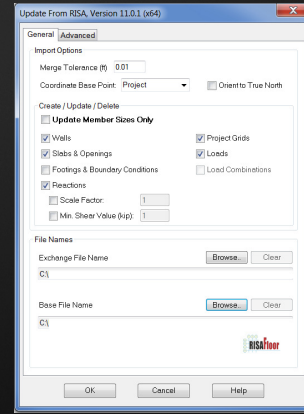 Update From RISA, Version 11.0.1 (x64)
General Advanced
Import Options
Merge Tolerance (ft) 0.01
Coordinate Base Point: Project Orient to True North
Create / Update / Delete
Update Member Sizes Only
Walls Project Grids
Slabs & Openings Loads
Footings & Boundary Conditions Load Combinations
Reactions
Scale Factor: 1
Min. Shear Value (kip): 1
File Names
Exchange File Name Browse... Clear
C:\
Base File Name Browse... Clear
C:\
RISAFloor
OK Cancel Help